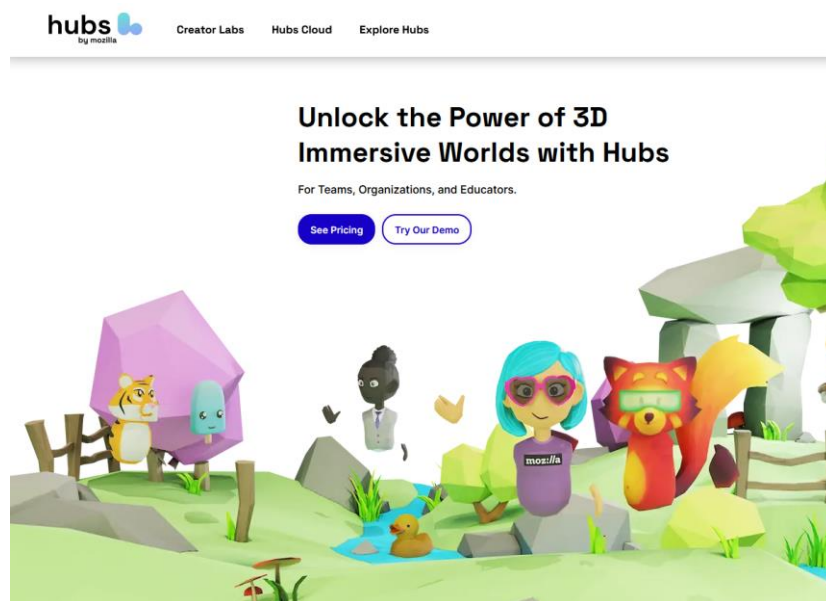 hubs
by mozilla
Creator Labs
Hubs Cloud
Explore Hubs
Unlock the Power of 3D
Immersive Worlds with Hubs
For Teams, Organizations, and Educators.
See Pricing
Try Our Demo
moz://a